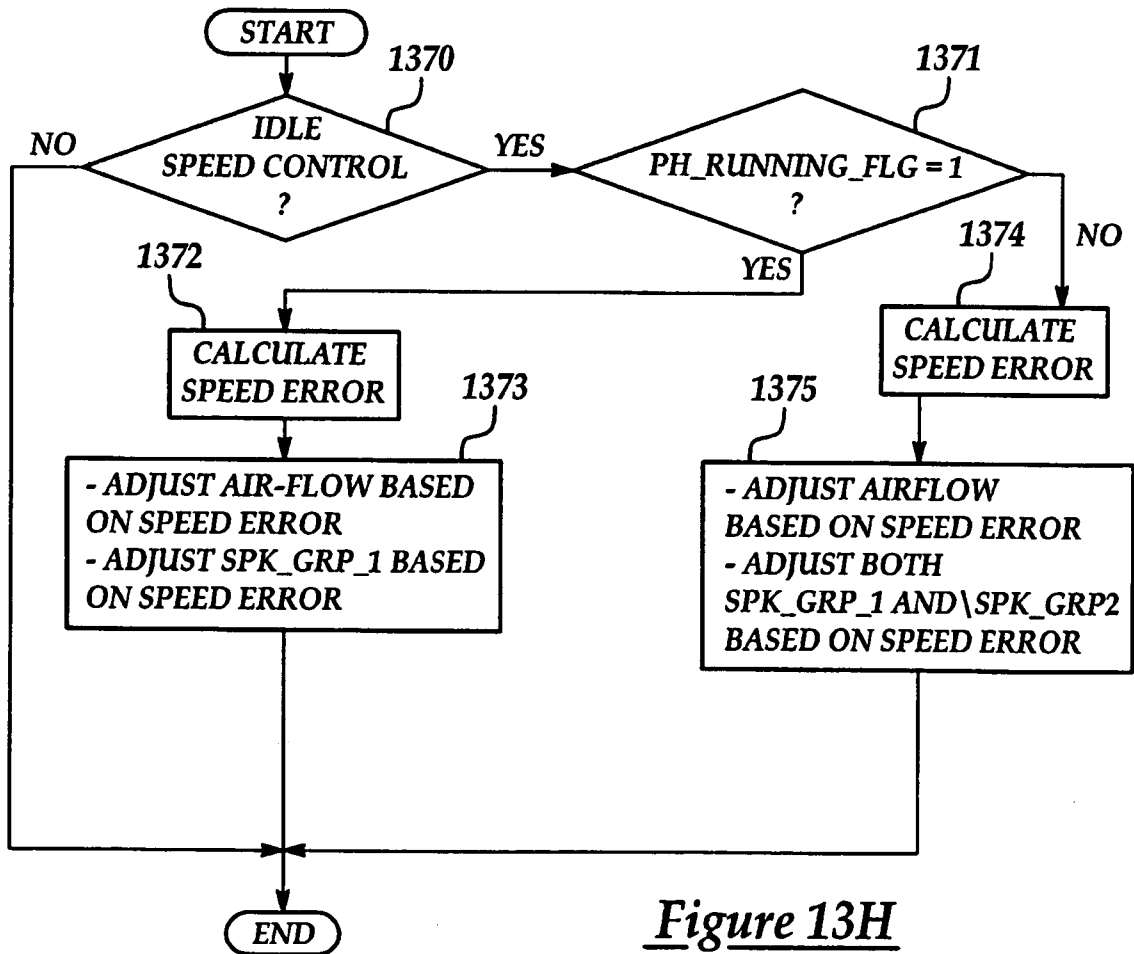 START
1370
IDLE
SPEED CONTROL
?
NO
YES
1371
PH_RUNNING_FLG = 1
?
YES
NO
1372
CALCULATE
SPEED ERROR
1373
- ADJUST AIR-FLOW BASED
ON SPEED ERROR
- ADJUST SPK_GRP_1 BASED
ON SPEED ERROR
1374
CALCULATE
SPEED ERROR
1375
- ADJUST AIRFLOW
BASED ON SPEED ERROR
- ADJUST BOTH
SPK_GRP_1 AND\SPK_GRP2
BASED ON SPEED ERROR
END
Figure 13H